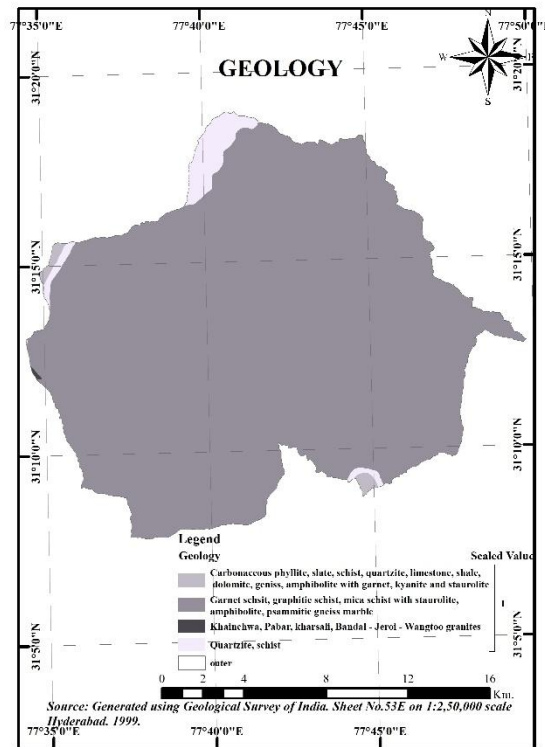 77°35'0"E 77°40'0"E 77°45'0"E 77°50'0"E
N
W E
S
GEOLOGY
31°20'0"N 31°20'0"N
31°15'0"N 31°15'0"N
31°10'0"N 31°10'0"N
31°5'0"N 31°5'0"N
Legend
Geology Scaled Value
Carbonaceous phyllite, slate, schist, quartzite, limestone, shale,
dolomite, geniss, amphibolite with garnet, kyanite and staurolite
Garnet schsit, graphitic schist, mica schist with staurolite,
amphibolite, psammitic gneiss marble
1
Khainchwa, Pabar, kharsali, Bandal - Jeroi - Wangtoo granites
Quartzite, schist
outer
0 2 4 8 12 16
Km.
Source: Generated using Geological Survey of India. Sheet No.53E on 1:2,50,000 scale
Hyderabad. 1999.
77°35'0"E 77°40'0"E 77°45'0"E